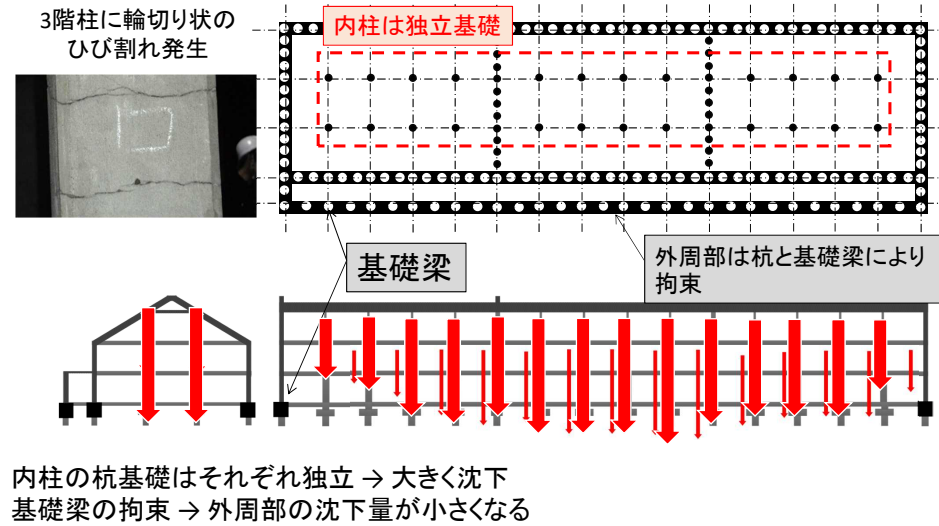 3階柱に輪切り状の
ひび割れ発生
内柱は独立基礎
基礎梁
外周部は杭と基礎梁により
拘束
内柱の杭基礎はそれぞれ独立 → 大きく沈下
基礎梁の拘束 → 外周部の沈下量が小さくなる